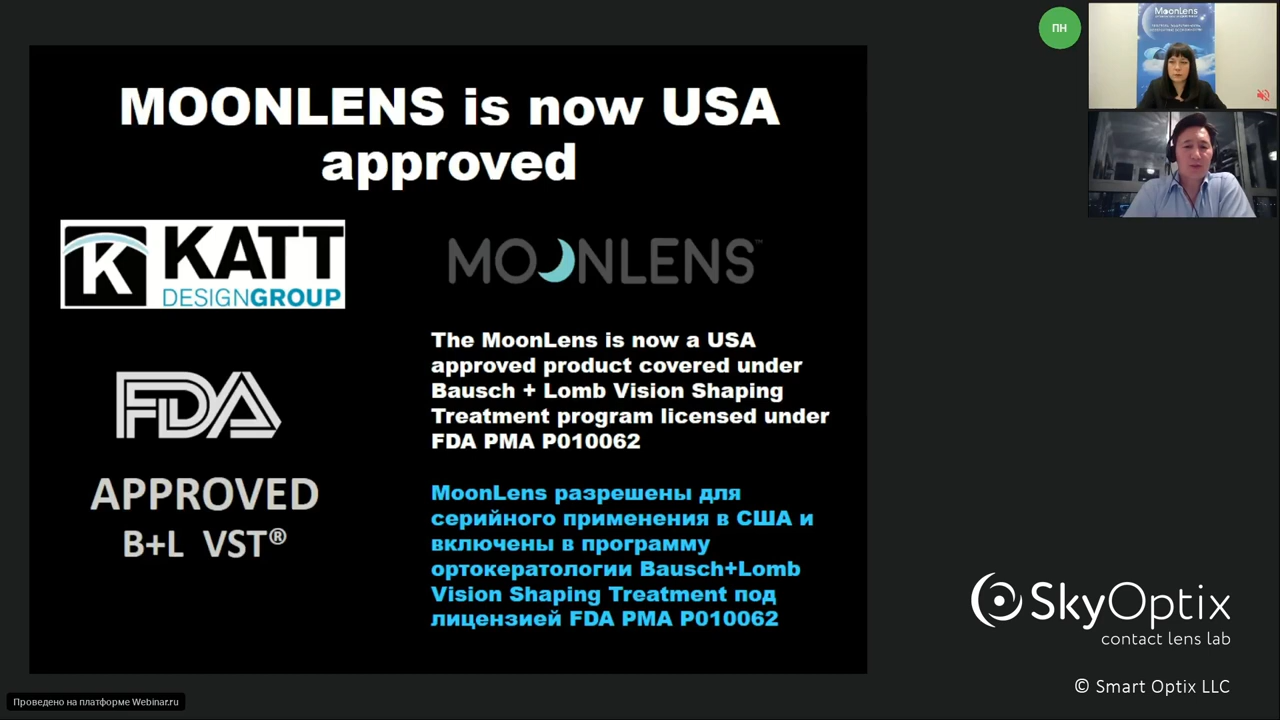 MOONLENS is now USA
approved
K KATT
DESIGNGROUP
MOONLENS™
FDA
APPROVED
B+L VST®
The MoonLens is now a USA
approved product covered under
Bausch + Lomb Vision Shaping
Treatment program licensed under
FDA PMA P010062
MoonLens разрешены для
серийного применения в США и
включены в программу
ортокератологии Bausch+Lomb
Vision Shaping Treatment под
лицензией FDA PMA P010062
ПН
MoonLens
SkyOptix
contact lens lab
© Smart Optix LLC
Проведено на платформе Webinar.ru